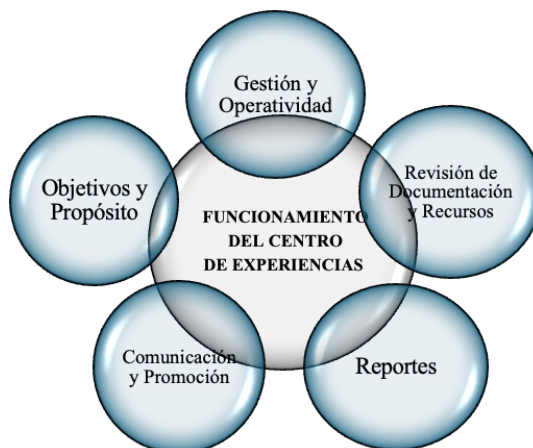 Gestión y
Operatividad
Objetivos y
Propósito
Revisión de
Documentación
y Recursos
FUNCIONAMIENTO
DEL CENTRO
DE EXPERIENCIAS
Comunicación
y Promoción
Reportes